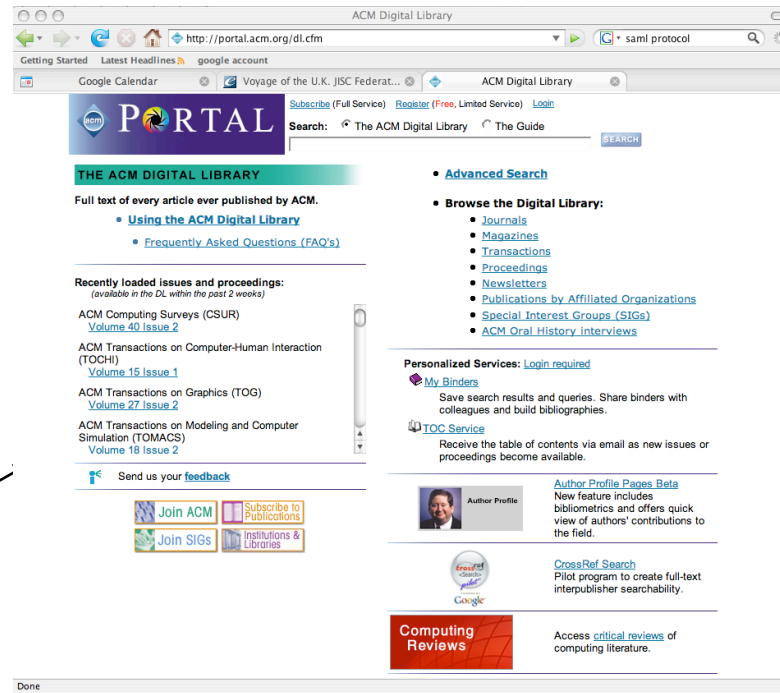 ACM Digital Library
http://portal.acm.org/dl.cfm
G saml protocol
Getting Started Latest Headlines google account
Google Calendar Voyage of the U.K. JISC Federat... ACM Digital Library
acm PORTAL
Subscribe (Full Service) Register (Free, Limited Service) Login
Search: The ACM Digital Library The Guide
SEARCH
THE ACM DIGITAL LIBRARY
Full text of every article ever published by ACM.
Using the ACM Digital Library
Frequently Asked Questions (FAQ's)
Recently loaded issues and proceedings:
(available in the DL within the past 2 weeks)
ACM Computing Surveys (CSUR)
Volume 40 Issue 2
ACM Transactions on Computer-Human Interaction
(TOCHI)
Volume 15 Issue 1
ACM Transactions on Graphics (TOG)
Volume 27 Issue 2
ACM Transactions on Modeling and Computer
Simulation (TOMACS)
Volume 18 Issue 2
Send us your feedback
Join ACM
Subscribe to
Publications
Join SIGs
Institutions &
Libraries
Advanced Search
Browse the Digital Library:
Journals
Magazines
Transactions
Proceedings
Newsletters
Publications by Affiliated Organizations
Special Interest Groups (SIGs)
ACM Oral History interviews
Personalized Services: Login required
My Binders
Save search results and queries. Share binders with
colleagues and build bibliographies.
TOC Service
Receive the table of contents via email as new issues or
proceedings become available.
Author Profile
Author Profile Pages Beta
New feature includes
bibliometrics and offers quick
view of authors' contributions to
the field.
crossref
Search
pilot
Google
CrossRef Search
Pilot program to create full-text
interpublisher searchability.
Computing
Reviews
Access critical reviews of
computing literature.
Done